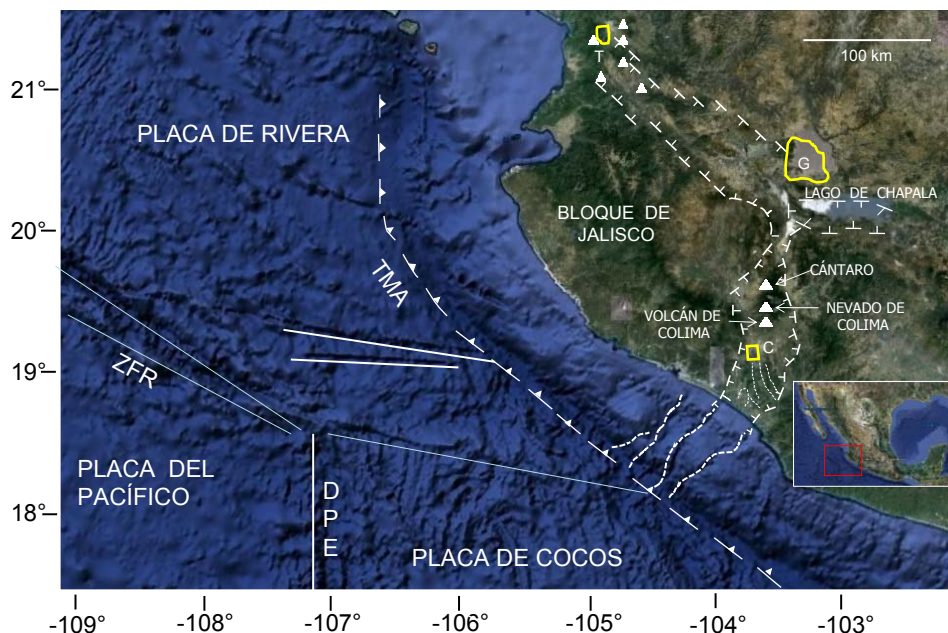 21°
20°
19°
18°
100 km
T
PLACA DE RIVERA
G
LAGO DE CHAPALA
BLOQUE DE
JALISCO
TMA
CÁNTARO
VOLCÁN DE
COLIMA
NEVADO DE
COLIMA
C
ZFR
PLACA DEL
PACÍFICO
D
P
E
PLACA DE COCOS
-109°
-108°
-107°
-106°
-105°
-104°
-103°